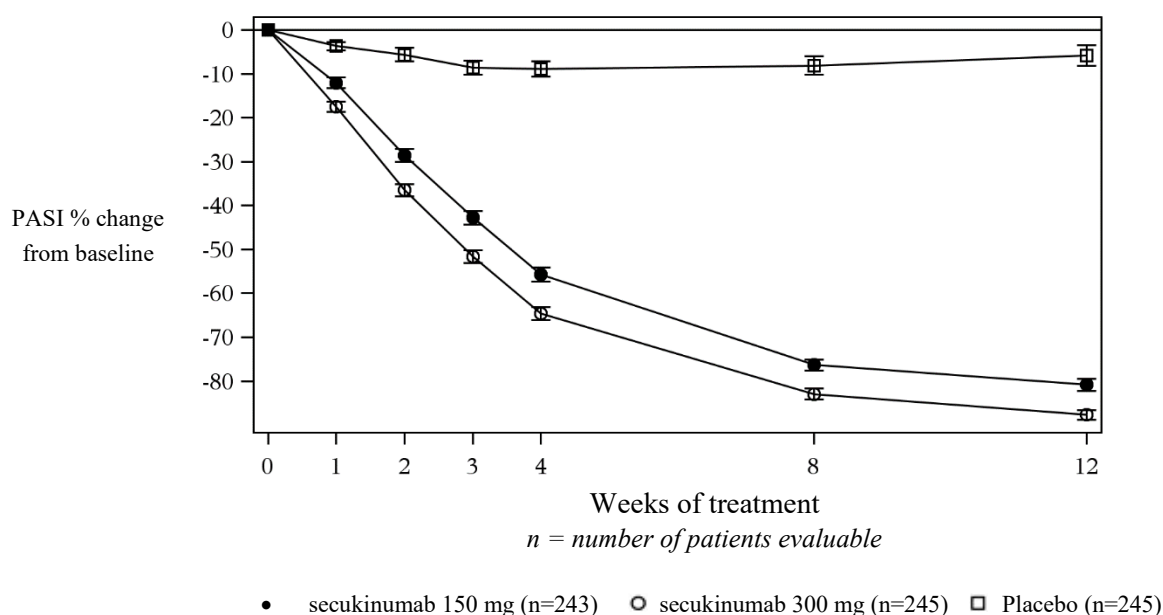 0
-10
-20
-30
-40
-50
-60
-70
-80
PASI % change
from baseline
0 1 2 3 4 8 12
Weeks of treatment
n = number of patients evaluable
secukinumab 150 mg (n=243) secukinumab 300 mg (n=245) Placebo (n=245)